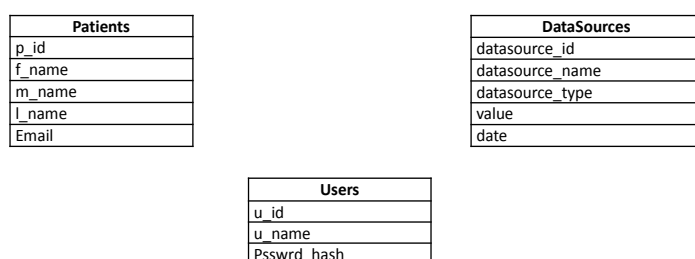 Patients
p_id
f_name
m_name
l_name
Email
DataSources
datasource_id
datasource_name
datasource_type
value
date
Users
u_id
u_name
Psswrd_hash